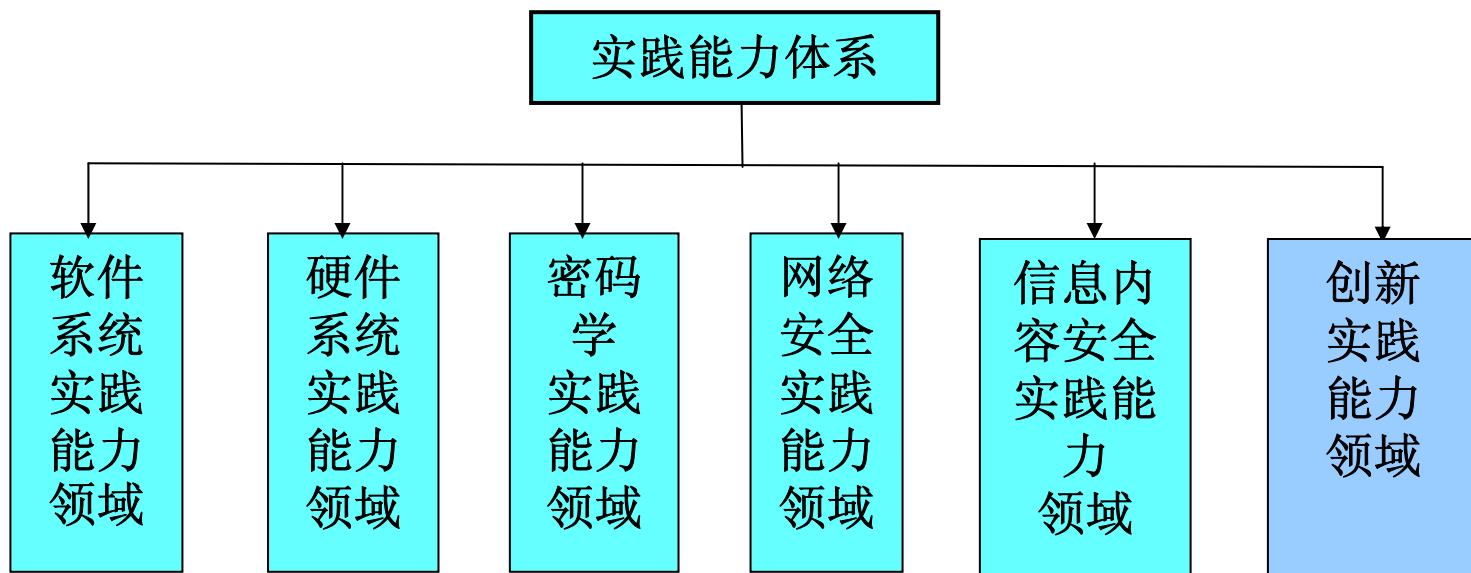 实践能力体系
软件
系统
实践
能力
领域
硬件
系统
实践
能力
领域
密码
学
实践
能力
领域
网络
安全
实践
能力
领域
信息内
容安全
实践能
力
领域
创新
实践
能力
领域